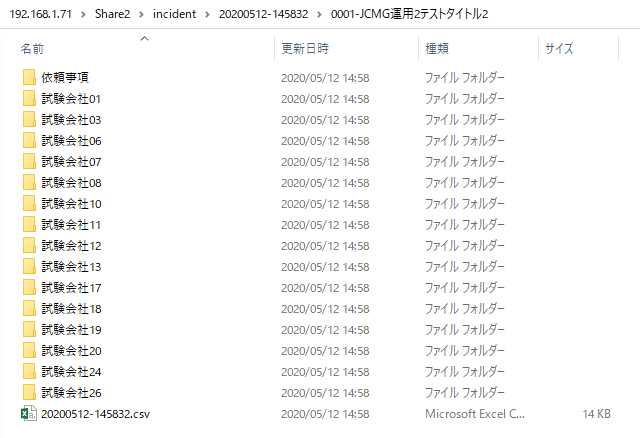 192.168.1.71 > Share2 > incident > 20200512-145832 > 0001-JCMG運用2テストタイトル2
名前 更新日時 種類 サイズ
依頼事項 2020/05/12 14:58 ファイル フォルダー
試験会社01 2020/05/12 14:58 ファイル フォルダー
試験会社03 2020/05/12 14:58 ファイル フォルダー
試験会社06 2020/05/12 14:58 ファイル フォルダー
試験会社07 2020/05/12 14:58 ファイル フォルダー
試験会社08 2020/05/12 14:58 ファイル フォルダー
試験会社10 2020/05/12 14:58 ファイル フォルダー
試験会社11 2020/05/12 14:58 ファイル フォルダー
試験会社12 2020/05/12 14:58 ファイル フォルダー
試験会社13 2020/05/12 14:58 ファイル フォルダー
試験会社17 2020/05/12 14:58 ファイル フォルダー
試験会社18 2020/05/12 14:58 ファイル フォルダー
試験会社19 2020/05/12 14:58 ファイル フォルダー
試験会社20 2020/05/12 14:58 ファイル フォルダー
試験会社24 2020/05/12 14:58 ファイル フォルダー
試験会社26 2020/05/12 14:58 ファイル フォルダー
20200512-145832.csv 2020/05/12 14:58 Microsoft Excel C... 14 KB